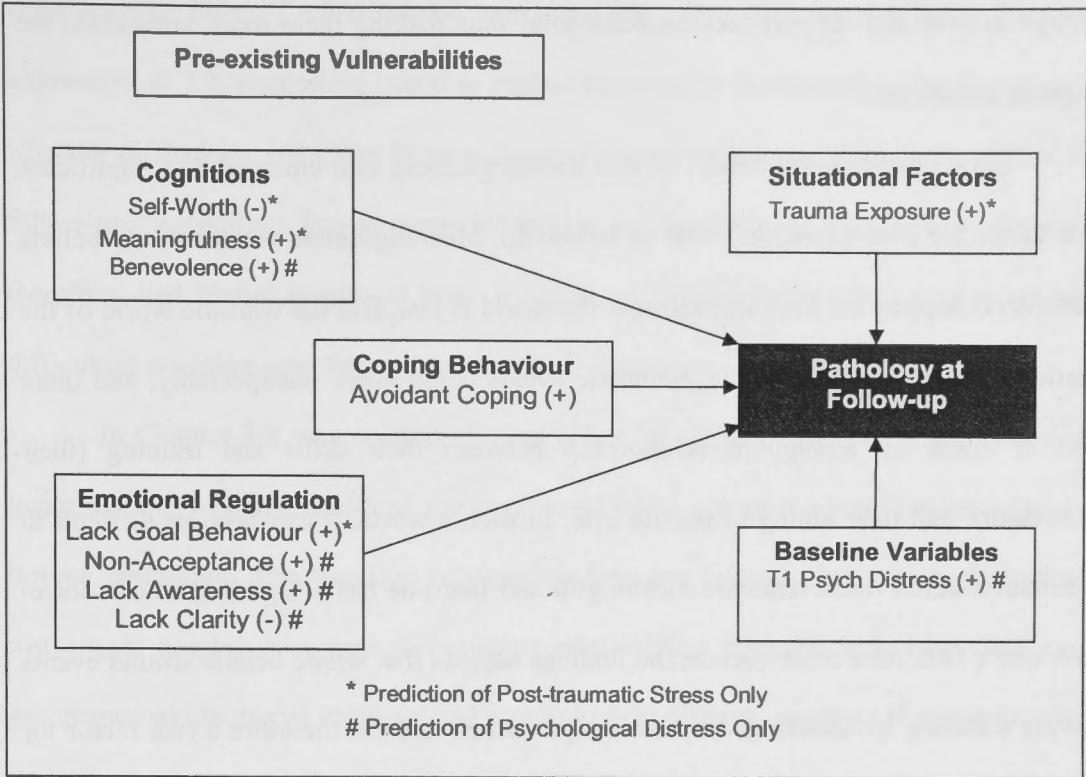 Pre-existing Vulnerabilities
Cognitions
Self-Worth (-)*
Meaningfulness (+)*
Benevolence (+) #
Situational Factors
Trauma Exposure (+)*
Coping Behaviour
Avoidant Coping (+)
Pathology at
Follow-up
Emotional Regulation
Lack Goal Behaviour (+)*
Non-Acceptance (+) #
Lack Awareness (+) #
Lack Clarity (-) #
Baseline Variables
T1 Psych Distress (+) #
* Prediction of Post-traumatic Stress Only
# Prediction of Psychological Distress Only